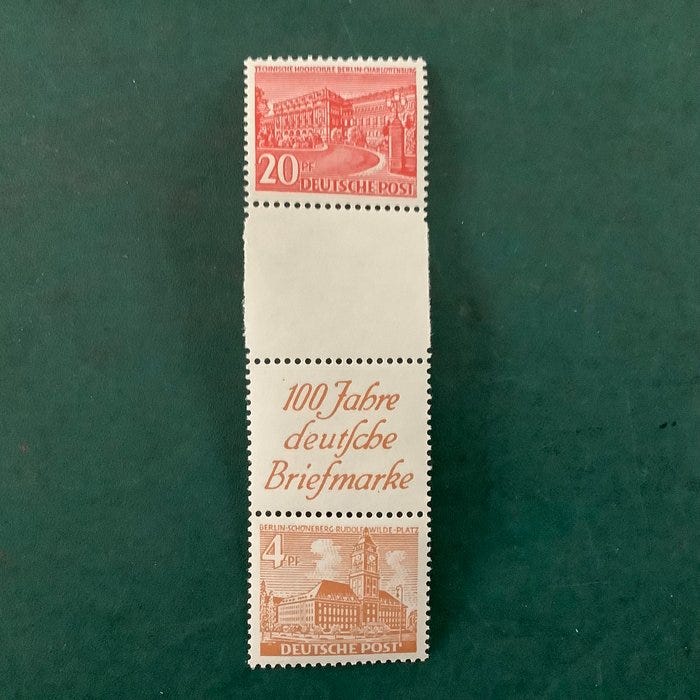 TECHNISCHE HOCHSCHULE BERLIN-CHARLOTTENBURG
20 PF
DEUTSCHE POST
100 Jahre
deutſche
Briefmarke
BERLIN-SCHÖNEBERG·RUDOLF-WILDE-PLATZ
4 PF
DEUTSCHE POST